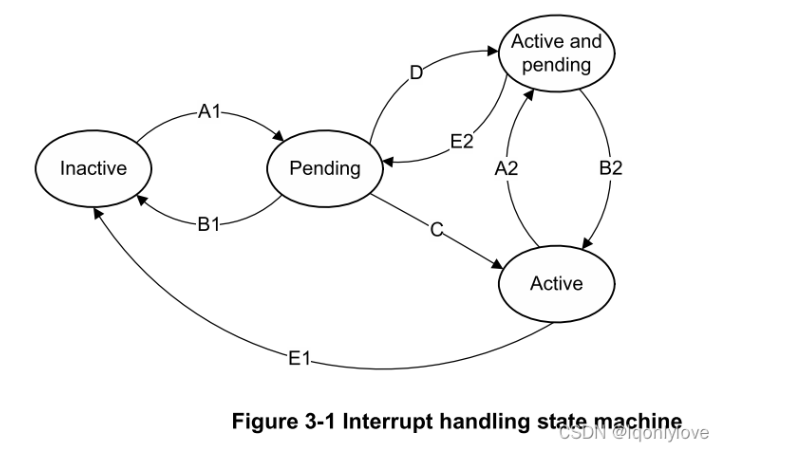 Active and
pending
D
A1
E2
Inactive
Pending
A2
B2
B1
C
Active
E1
Figure 3-1 Interrupt handling state machine
CSDN @lqonlylove